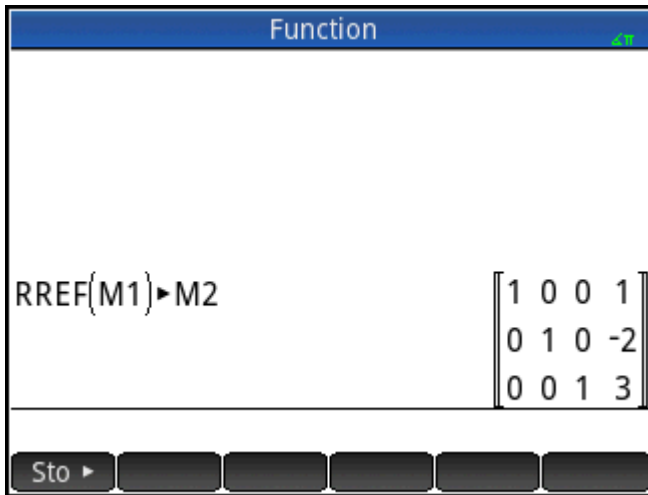 Function
∡π
RREF(M1)▶M2
[1 0 0 1
0 1 0 -2
0 0 1 3]
Sto ▶